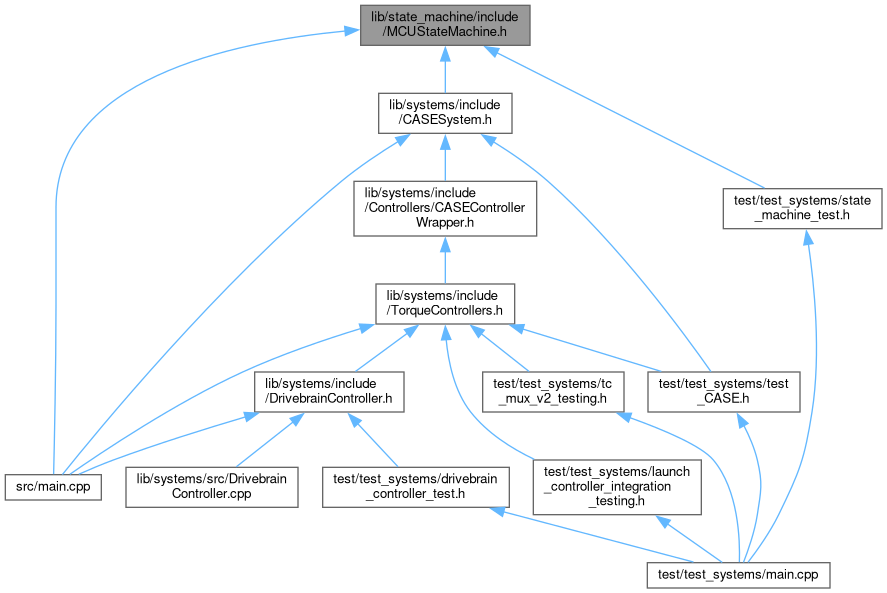 lib/state_machine/include
/MCUStateMachine.h
lib/systems/include
/CASESystem.h
lib/systems/include
/Controllers/CASEController
Wrapper.h
test/test_systems/state
_machine_test.h
lib/systems/include
/TorqueControllers.h
lib/systems/include
/DrivebrainController.h
test/test_systems/tc
_mux_v2_testing.h
test/test_systems/test
_CASE.h
src/main.cpp
lib/systems/src/Drivebrain
Controller.cpp
test/test_systems/drivebrain
_controller_test.h
test/test_systems/launch
_controller_integration
_testing.h
test/test_systems/main.cpp